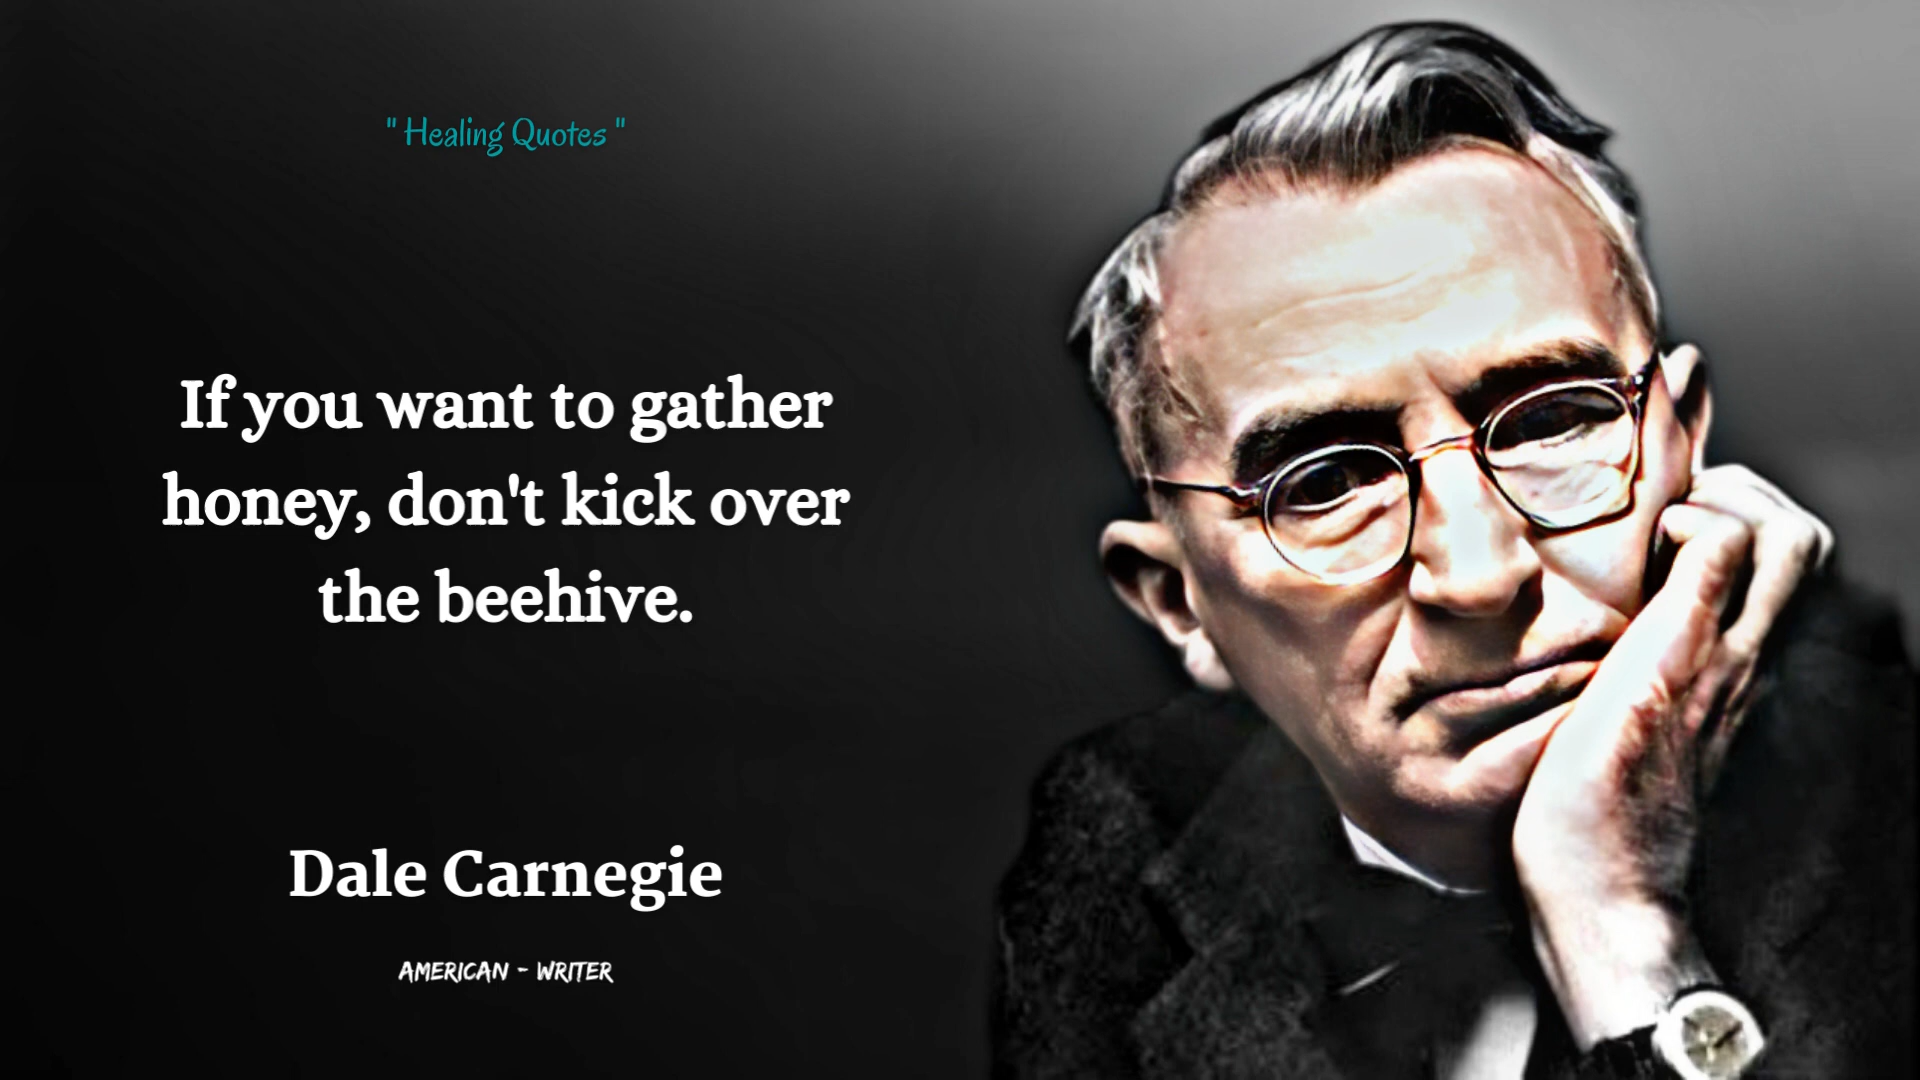 " Healing Quotes "
If you want to gather
honey, don't kick over
the beehive.
Dale Carnegie
AMERICAN - WRITER